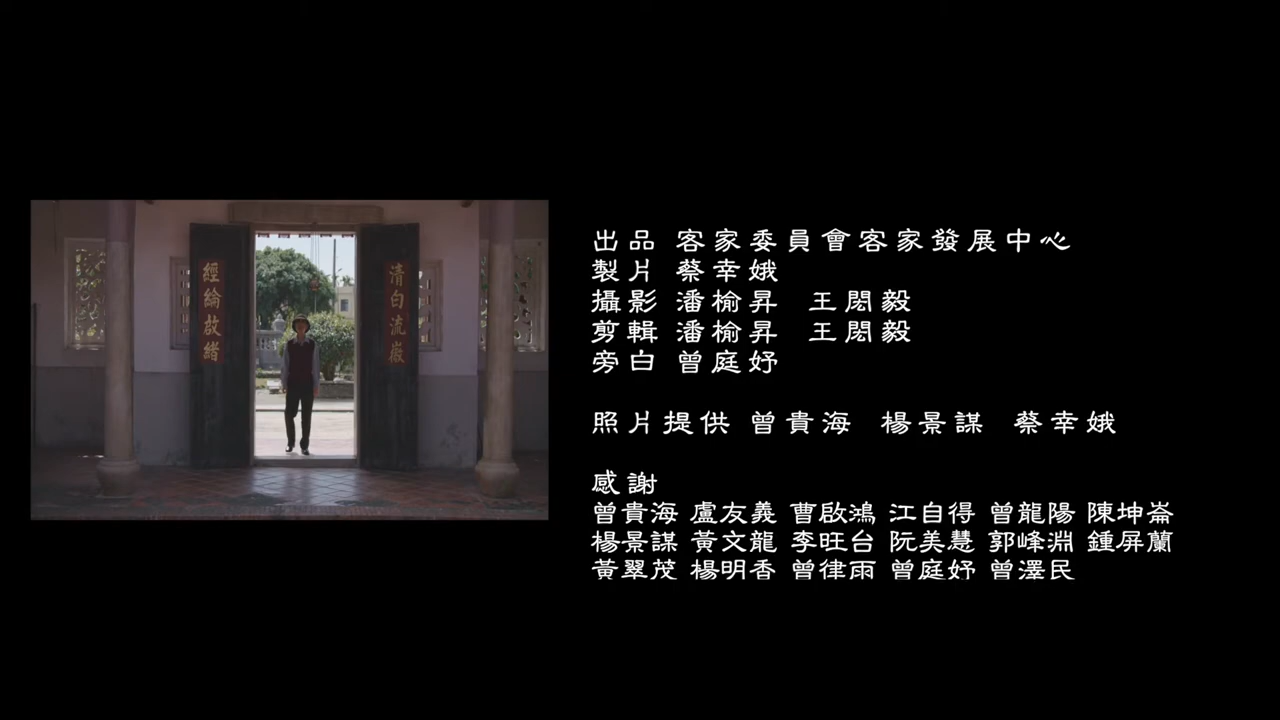 經綸啟緒
清白流徽
出品 客家委員會客家發展中心
製片 蔡幸娥
攝影 潘榆昇 王閎毅
剪輯 潘榆昇 王閎毅
旁白 曾庭妤
照片提供 曾貴海 楊景謀 蔡幸娥
感謝
曾貴海 盧友義 曹啟鴻 江自得 曾龍陽 陳坤崙
楊景謀 黃文龍 李旺台 阮美慧 郭峰淵 鍾屏蘭
黃翠茂 楊明香 曾律雨 曾庭妤 曾澤民